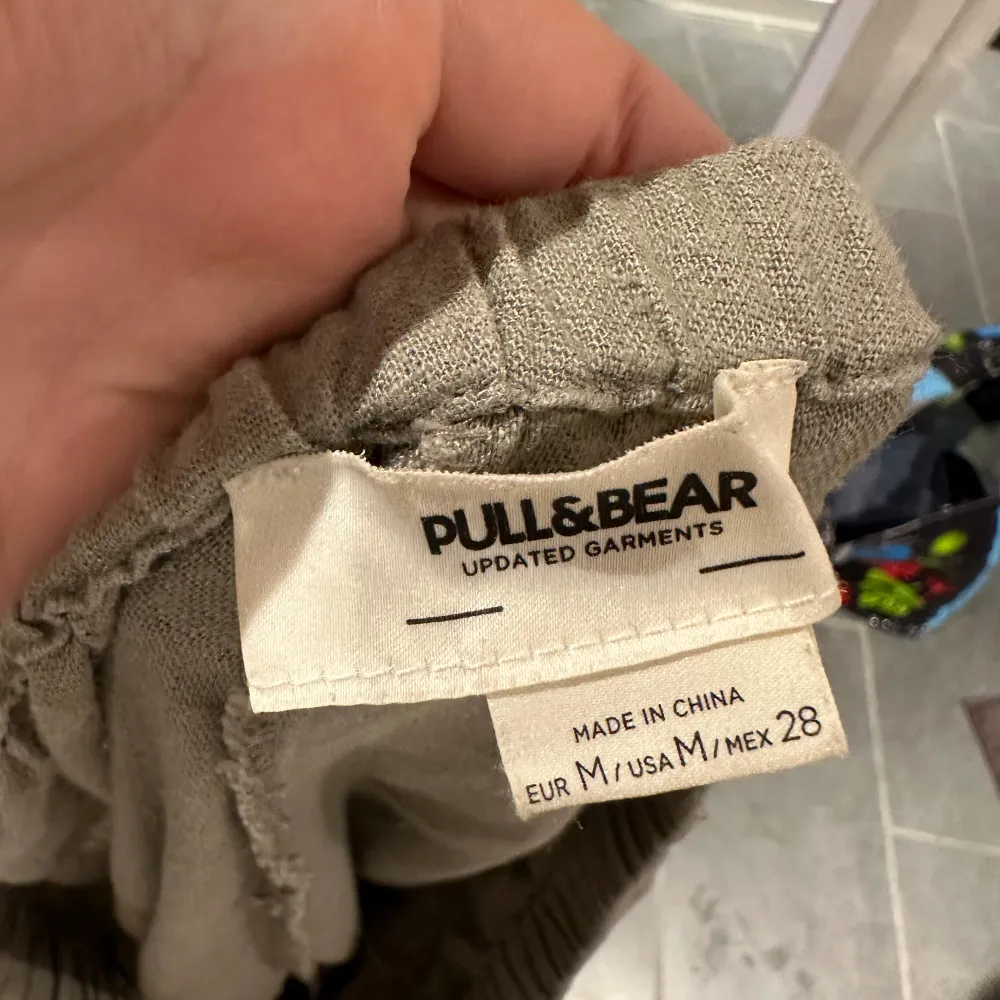 PULL&BEAR
UPDATED GARMENTS
MADE IN CHINA
EUR M / USA M / MEX 28